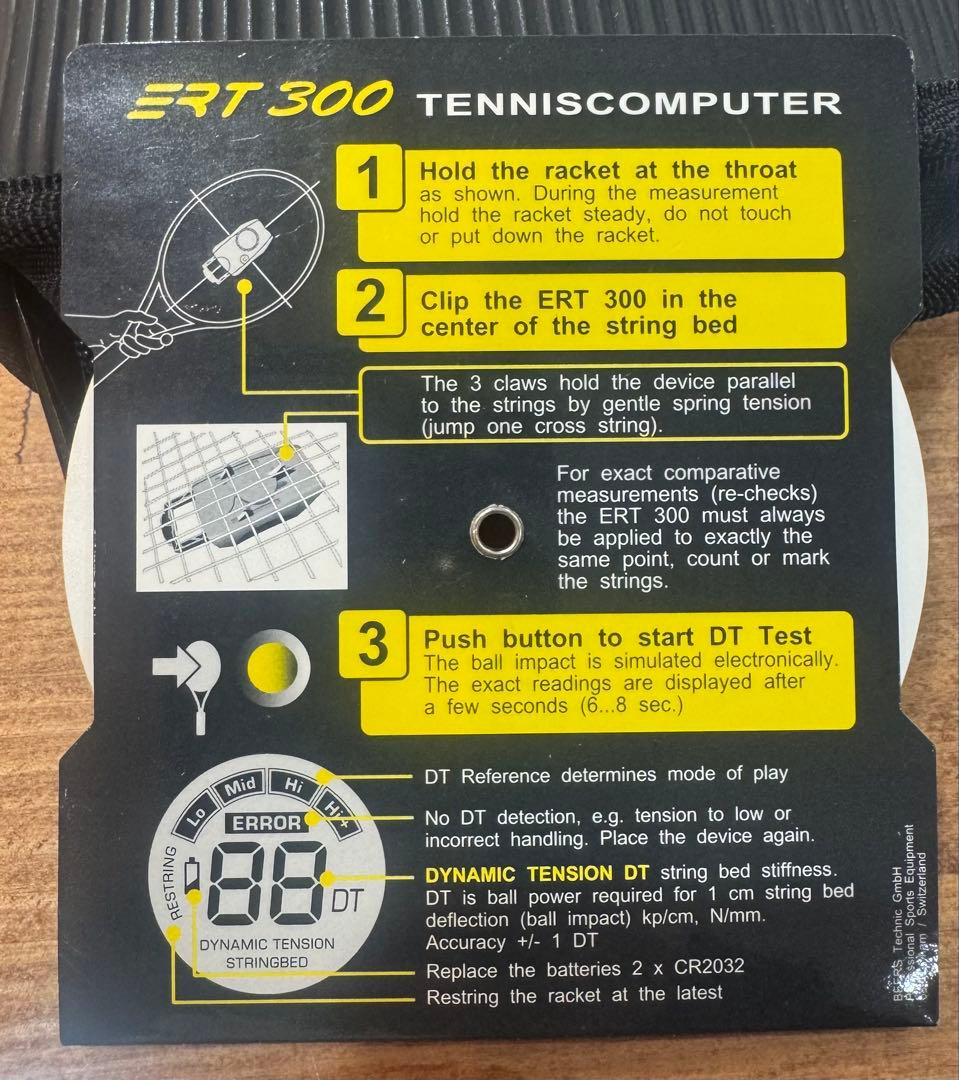 ERT 300 TENNISCOMPUTER
1
Hold the racket at the throat
as shown. During the measurement
hold the racket steady, do not touch
or put down the racket.
2
Clip the ERT 300 in the
center of the string bed
The 3 claws hold the device parallel
to the strings by gentle spring tension
(jump one cross string).
For exact comparative
measurements (re-checks)
the ERT 300 must always
be applied to exactly the
same point, count or mark
the strings.
3
Push button to start DT Test
The ball impact is simulated electronically.
The exact readings are displayed after
a few seconds (6...8 sec.)
Lo Mid Hi Hi+
ERROR
88 DT
RESTRING
DYNAMIC TENSION
STRINGBED
DT Reference determines mode of play
No DT detection, e.g. tension to low or
incorrect handling. Place the device again.
DYNAMIC TENSION DT string bed stiffness.
DT is ball power required for 1 cm string bed
deflection (ball impact) kp/cm, N/mm.
Accuracy +/- 1 DT
Replace the batteries 2 x CR2032
Restring the racket at the latest
Technic GmbH
Professional Sports Equipment
/ Switzerland